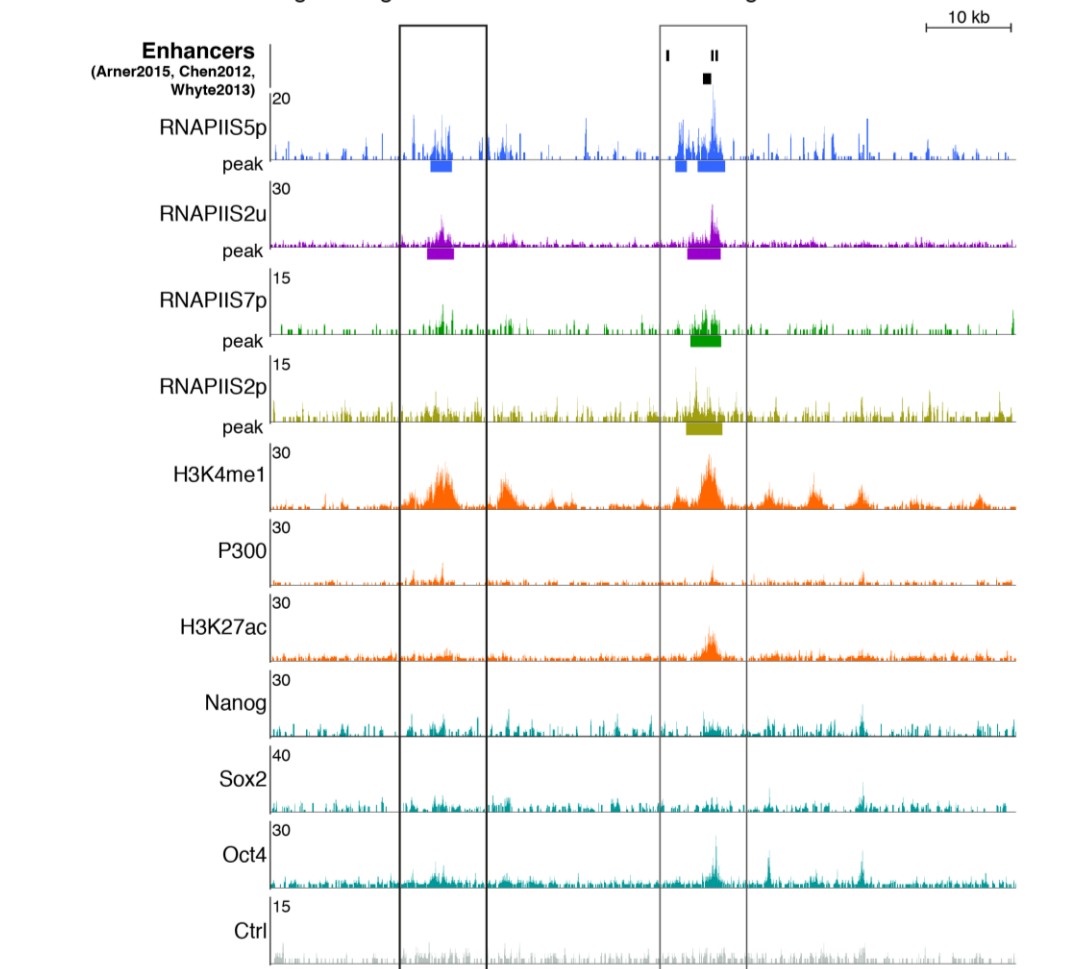 10 kb
Enhancers
(Arner2015, Chen2012,
Whyte2013)
20
RNAPIIS5p
peak
30
RNAPIIS2u
peak
15
RNAPIIS7p
peak
15
RNAPIIS2p
peak
30
H3K4me1
30
P300
30
H3K27ac
30
Nanog
40
Sox2
30
Oct4
15
Ctrl